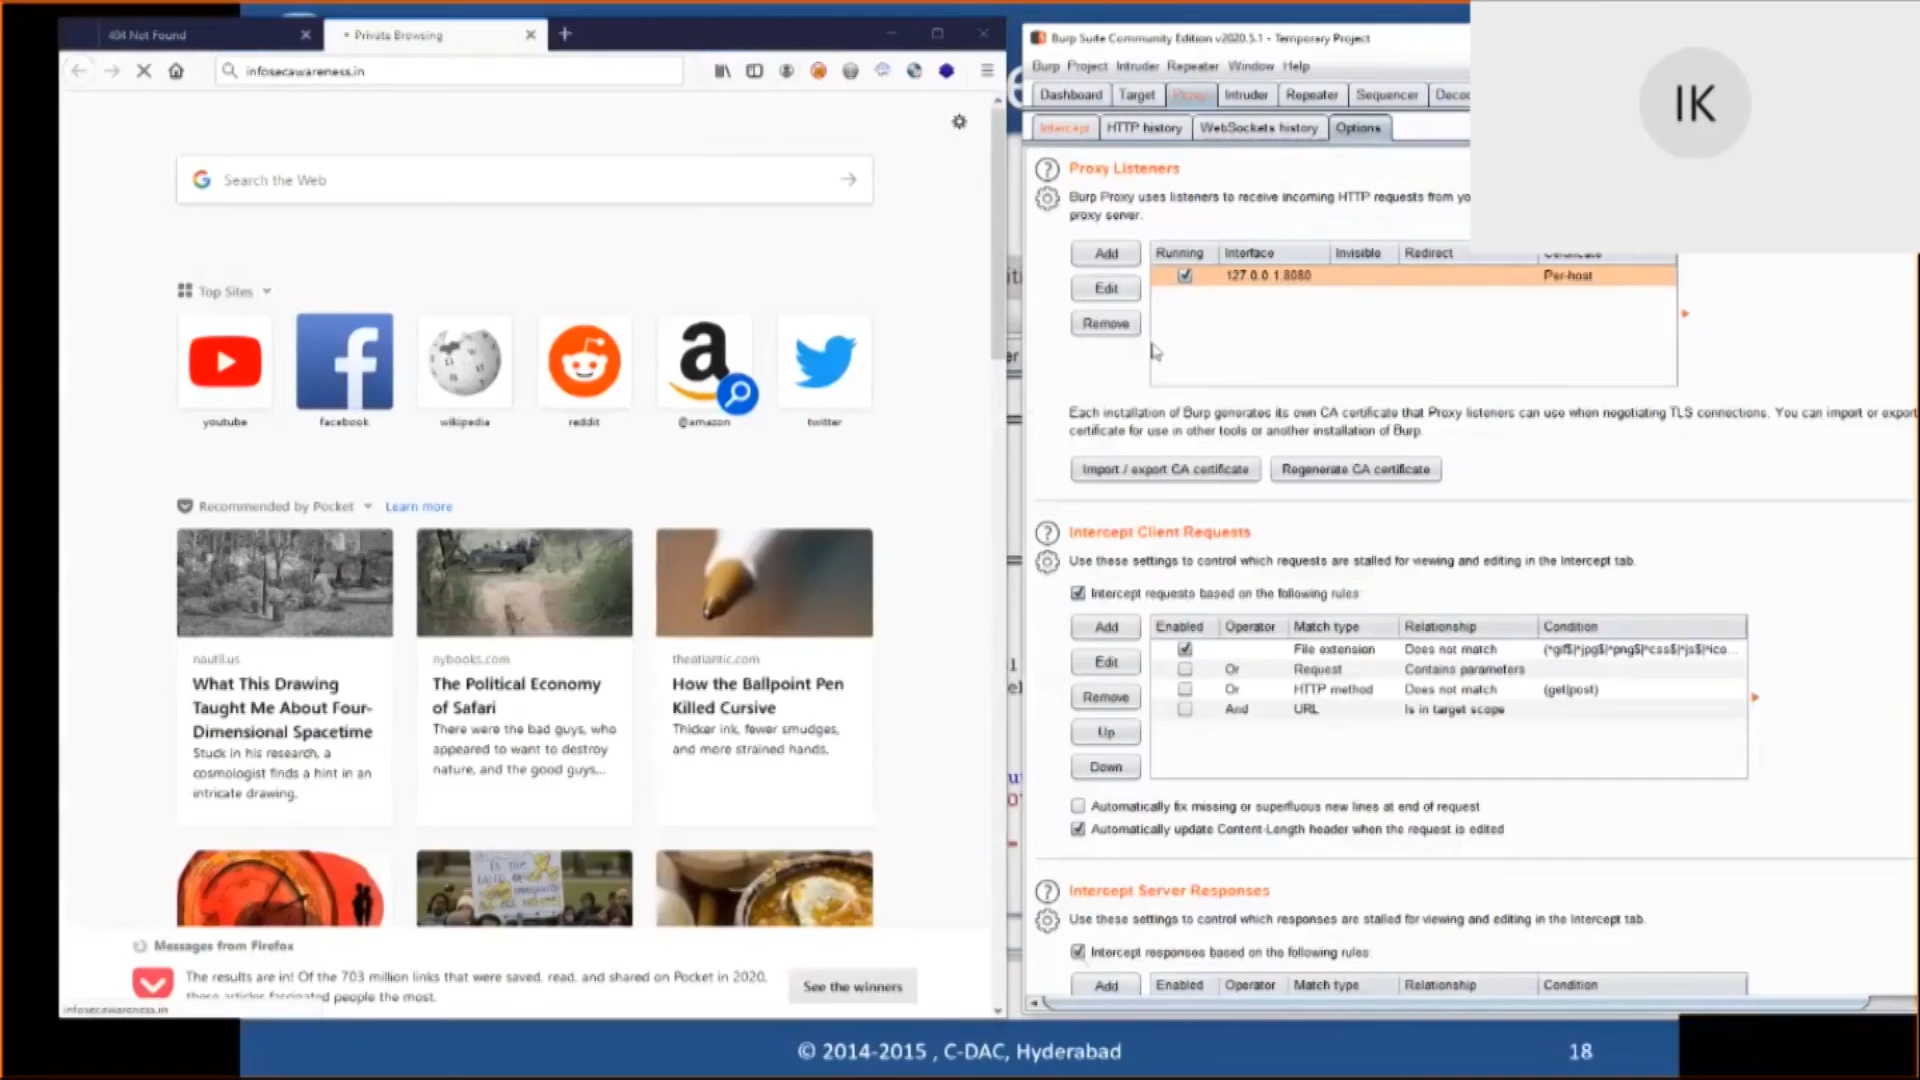 404 Not Found
Private Browsing
infosecawareness.in
Search the Web
Top Sites
youtube
facebook
wikipedia
reddit
@amazon
twitter
Recommended by Pocket
Learn more
nautil.us
What This Drawing
Taught Me About Four-
Dimensional Spacetime
Stuck in his research, a
cosmologist finds a hint in an
intricate drawing.
nybooks.com
The Political Economy
of Safari
There were the bad guys, who
appeared to want to destroy
nature, and the good guys...
theatlantic.com
How the Ballpoint Pen
Killed Cursive
Thicker ink, fewer smudges,
and more strained hands.
Messages from Firefox
The results are in! Of the 703 million links that were saved, read, and shared on Pocket in 2020,
these articles fascinated people the most.
See the winners
infosecawareness.in
Burp Suite Community Edition v2020.5.1 - Temporary Project
Burp Project Intruder Repeater Window Help
Dashboard Target Proxy Intruder Repeater Sequencer Deco
Intercept HTTP history WebSockets history Options
IK
Proxy Listeners
Burp Proxy uses listeners to receive incoming HTTP requests from yo
proxy server.
Add
Edit
Remove
Running Interface Invisible Redirect Certificate
127.0.0.1:8080 Per-host
Each installation of Burp generates its own CA certificate that Proxy listeners can use when negotiating TLS connections. You can import or export
certificate for use in other tools or another installation of Burp.
Import / export CA certificate
Regenerate CA certificate
Intercept Client Requests
Use these settings to control which requests are stalled for viewing and editing in the Intercept tab.
Intercept requests based on the following rules
Add
Edit
Remove
Up
Down
Enabled Operator Match type Relationship Condition
File extension Does not match (^gif$|^jpg$|^png$|^css$|^js$|^ico...
Or Request Contains parameters
Or HTTP method Does not match (get|post)
And URL Is in target scope
Automatically fix missing or superfluous new lines at end of request
Automatically update Content-Length header when the request is edited
Intercept Server Responses
Use these settings to control which responses are stalled for viewing and editing in the Intercept tab.
Intercept responses based on the following rules
Add
Enabled Operator Match type Relationship Condition
© 2014-2015 , C-DAC, Hyderabad
18